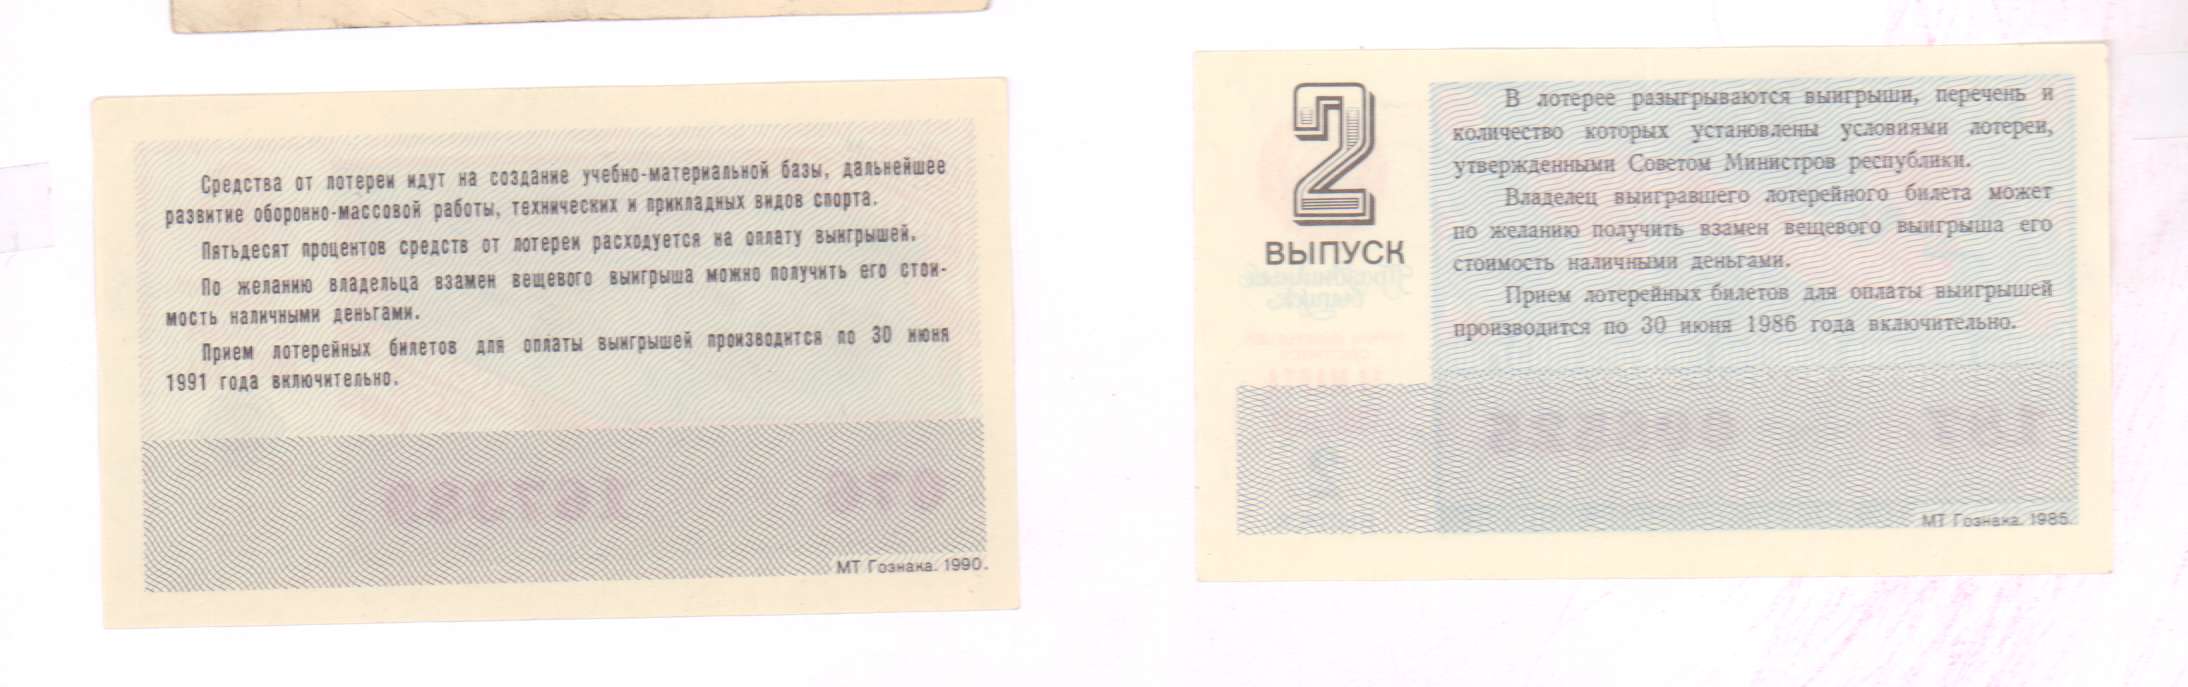 Средства от лотереи идут на создание учебно-материальной базы, дальнейшее
развитие оборонно-массовой работы, технических и прикладных видов спорта.
Пятьдесят процентов средств от лотереи расходуется на оплату выигрышей.
По желанию владельца взамен вещевого выигрыша можно получить его стои-
мость наличными деньгами.
Прием лотерейных билетов для оплаты выигрышей производится по 30 июня
1991 года включительно.
МТ Гознака. 1990.
2
ВЫПУСК
В лотерее разыгрываются выигрыши, перечень и
количество которых установлены условиями лотереи,
утвержденными Советом Министров республики.
Владелец выигравшего лотерейного билета может
по желанию получить взамен вещевого выигрыша его
стоимость наличными деньгами.
Прием лотерейных билетов для оплаты выигрышей
производится по 30 июня 1986 года включительно.
МТ Гознака. 1985.